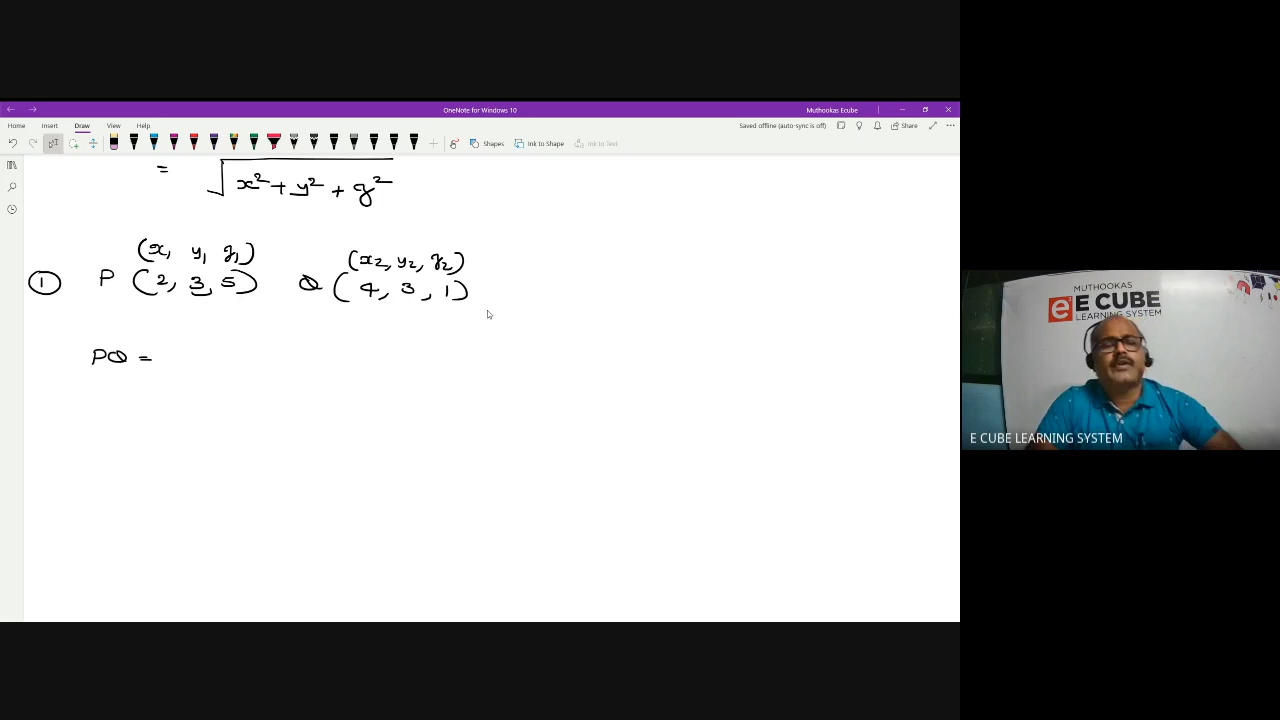 OneNote for Windows 10
Muthookas Ecube
Home Insert Draw View Help
Saved offline (auto-sync is off)
Share
Shapes
Ink to Shape
Ink to Text
= √x²+y²+z²
(x₁ y₁ z₁) (x₂, y₂, z₂)
① P (2, 3, 5) Q (4, 3, 1)
PQ =
MUTHOOKAS
e E CUBE
LEARNING SYSTEM
E CUBE LEARNING SYSTEM